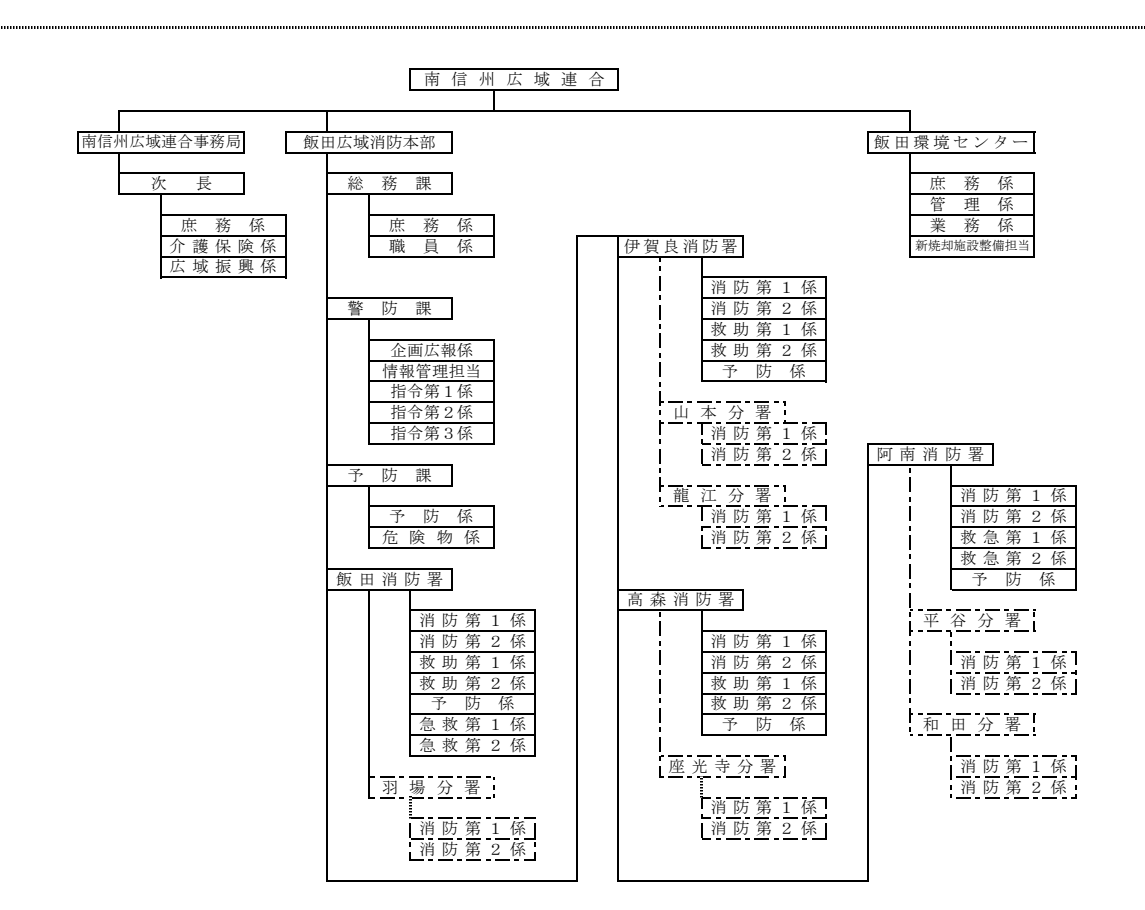 南信州広域連合
南信州広域連合事務局
次長
庶務係
介護保険係
広域振興係
飯田広域消防本部
総務課
庶務係
職員係
警防課
企画広報係
情報管理担当
指令第1係
指令第2係
指令第3係
予防課
予防係
危険物係
飯田消防署
消防第1係
消防第2係
救助第1係
救助第2係
予防係
急救第1係
急救第2係
羽場分署
消防第1係
消防第2係
伊賀良消防署
消防第1係
消防第2係
救助第1係
救助第2係
予防係
山本分署
消防第1係
消防第2係
龍江分署
消防第1係
消防第2係
高森消防署
消防第1係
消防第2係
救助第1係
救助第2係
予防係
座光寺分署
消防第1係
消防第2係
阿南消防署
消防第1係
消防第2係
救急第1係
救急第2係
予防係
平谷分署
消防第1係
消防第2係
和田分署
消防第1係
消防第2係
飯田環境センター
庶務係
管理係
業務係
新焼却施設整備担当